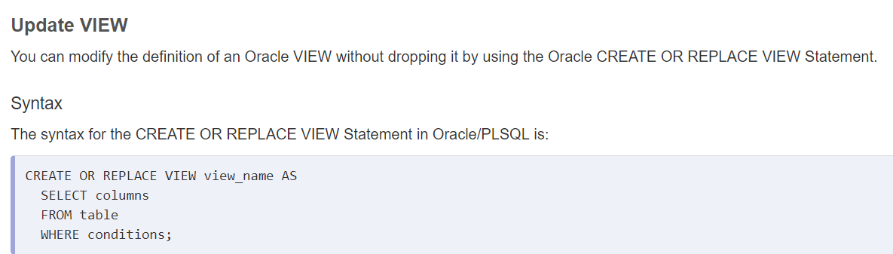 Update VIEW
You can modify the definition of an Oracle VIEW without dropping it by using the Oracle CREATE OR REPLACE VIEW Statement.
Syntax
The syntax for the CREATE OR REPLACE VIEW Statement in Oracle/PLSQL is:
CREATE OR REPLACE VIEW view_name AS
  SELECT columns
  FROM table
  WHERE conditions;